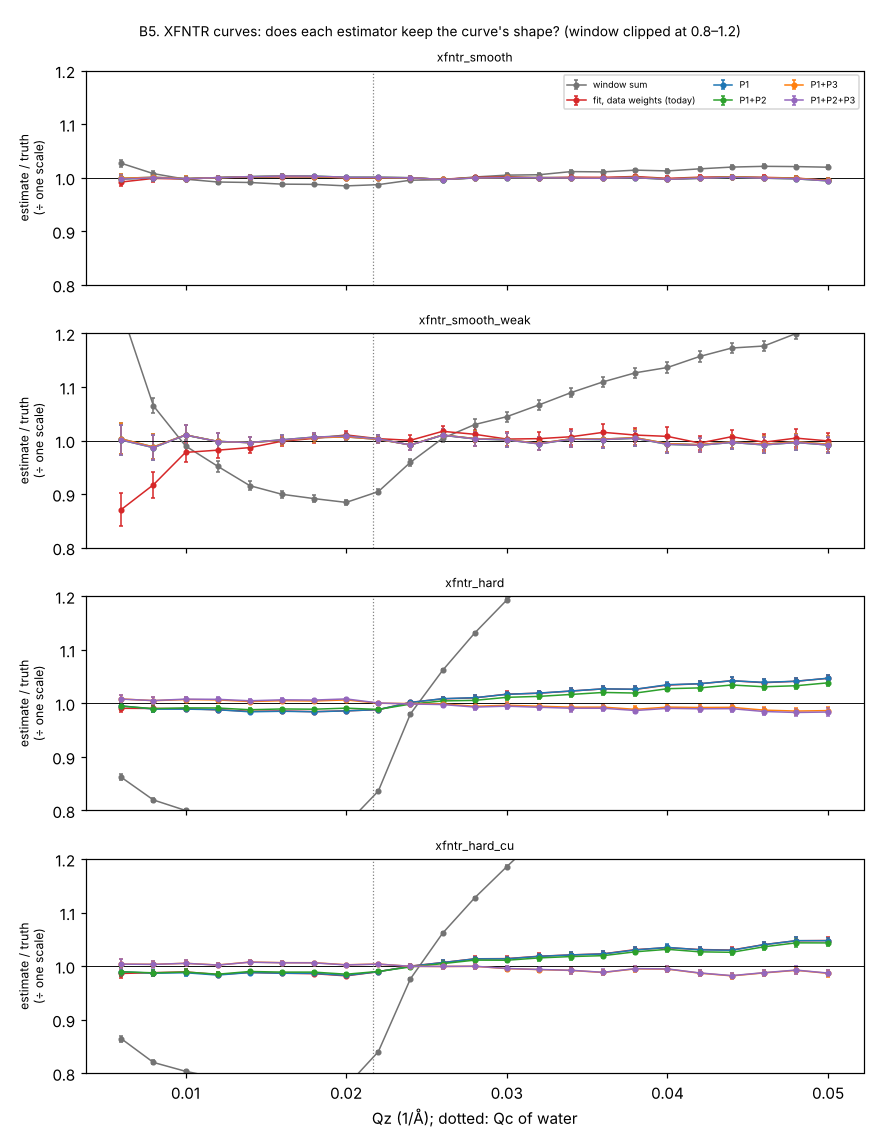 B5. XFNTR curves: does each estimator keep the curve's shape? (window clipped at 0.8–1.2)
xfntr_smooth
window sum
fit, data weights (today)
P1
P1+P2
P1+P3
P1+P2+P3
estimate / truth
(÷ one scale)
1.2
1.1
1.0
0.9
0.8
xfntr_smooth_weak
estimate / truth
(÷ one scale)
1.2
1.1
1.0
0.9
0.8
xfntr_hard
estimate / truth
(÷ one scale)
1.2
1.1
1.0
0.9
0.8
xfntr_hard_cu
estimate / truth
(÷ one scale)
1.2
1.1
1.0
0.9
0.8
0.01 0.02 0.03 0.04 0.05
Qz (1/Å); dotted: Qc of water